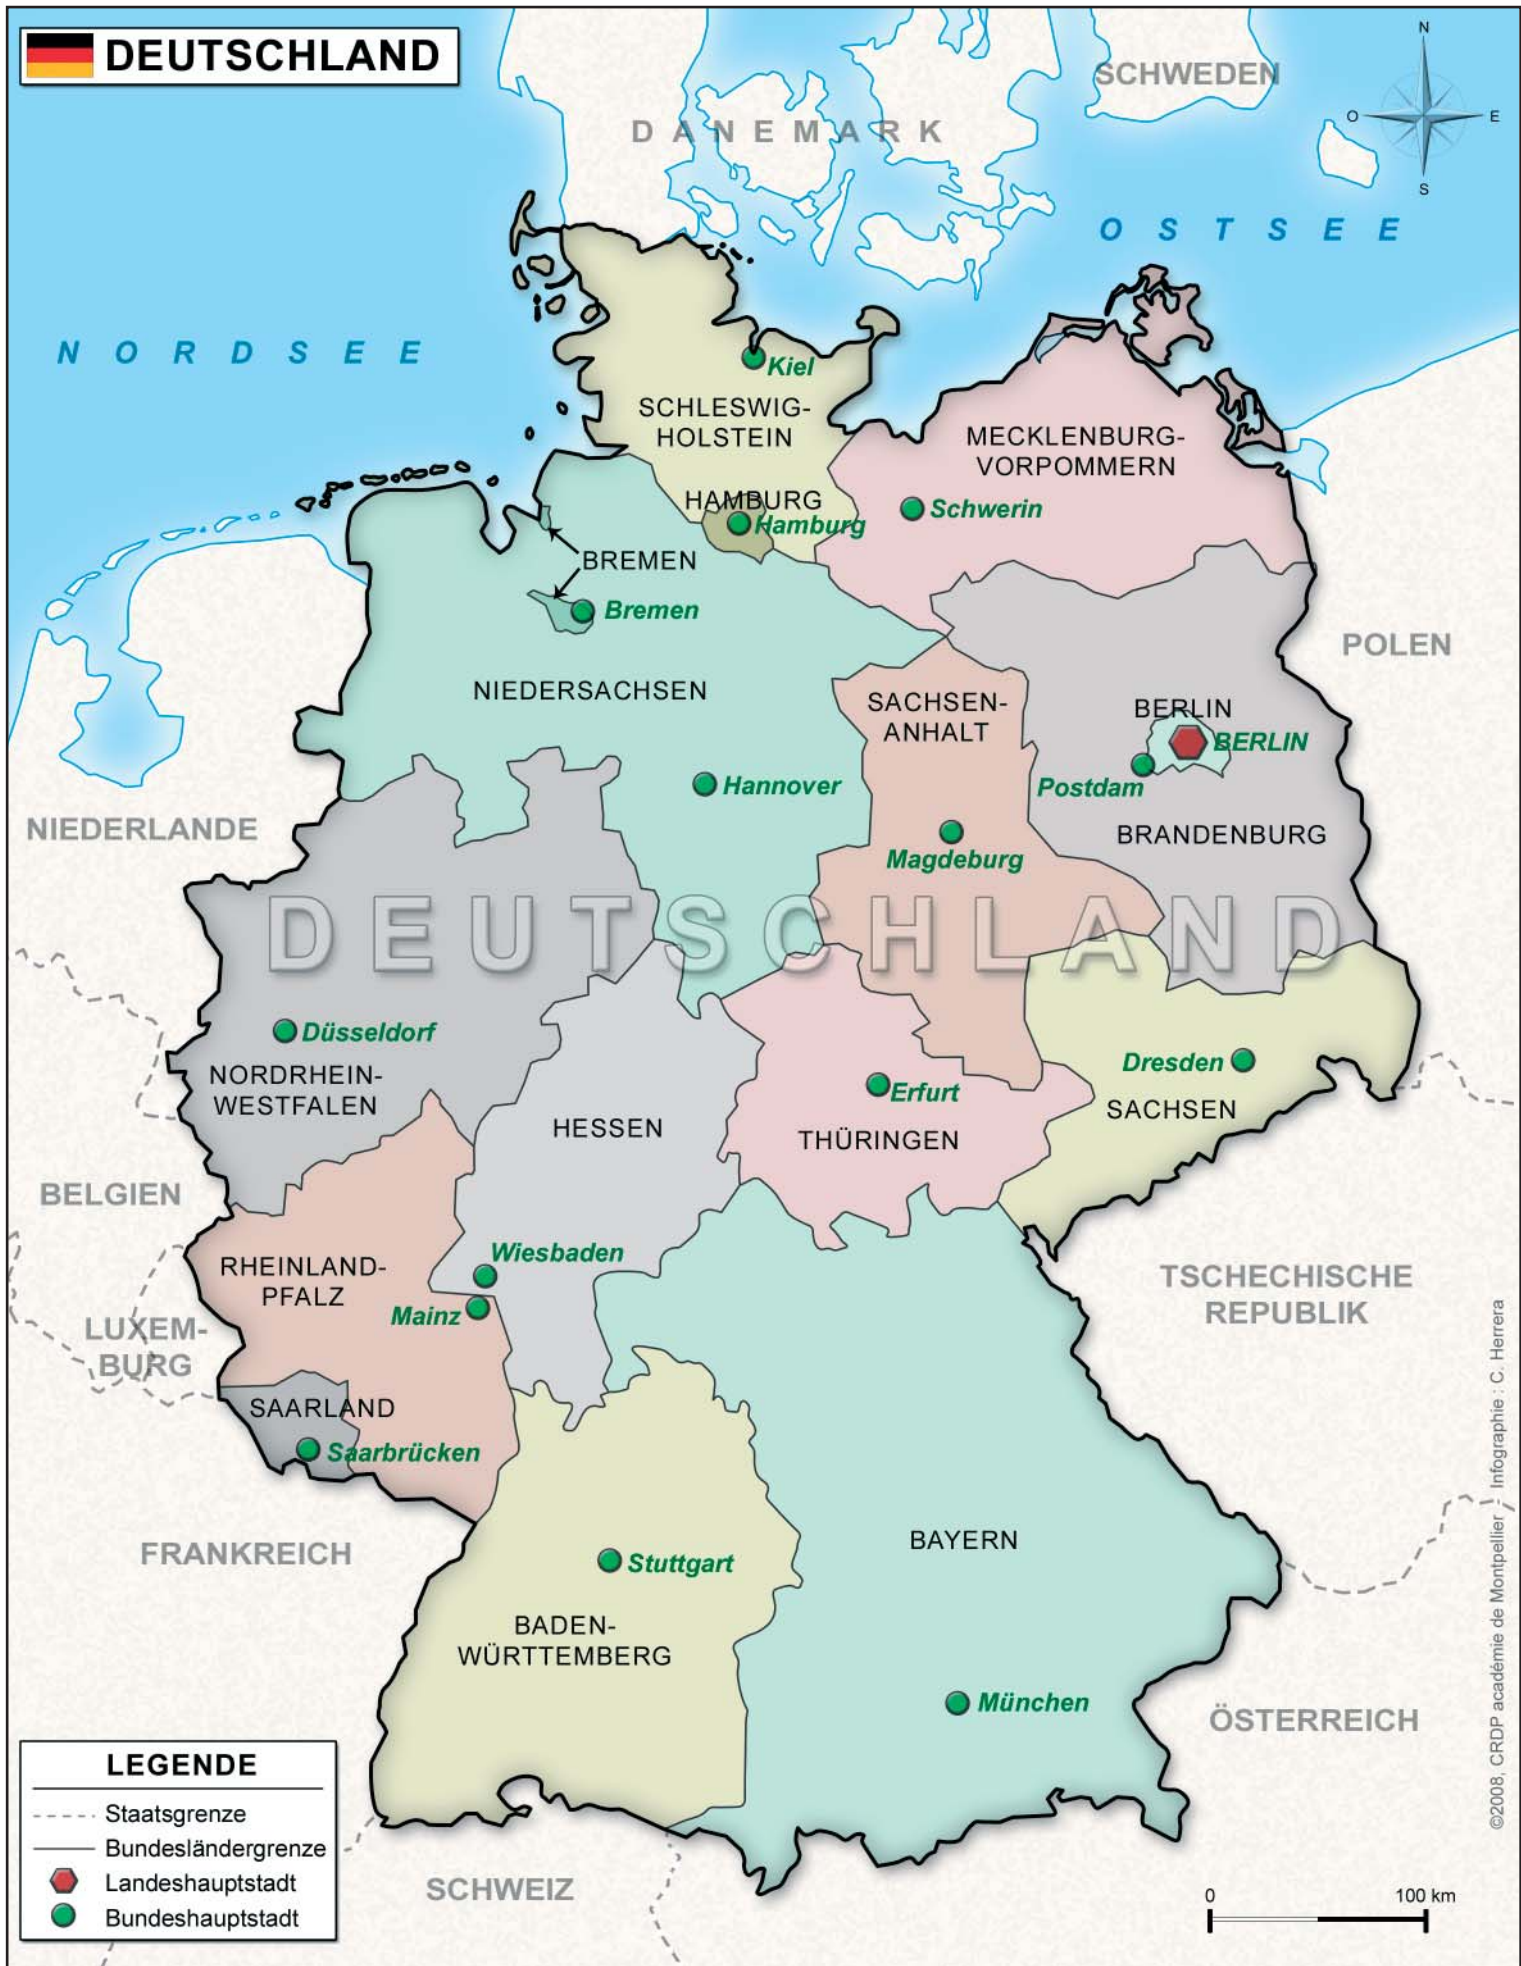 DEUTSCHLAND
N
O
E
S
SCHWEDEN
DANEMARK
OSTSEE
NORDSEE
Kiel
SCHLESWIG-
HOLSTEIN
MECKLENBURG-
VORPOMMERN
HAMBURG
Hamburg
Schwerin
BREMEN
Bremen
POLEN
NIEDERSACHSEN
SACHSEN-
ANHALT
BERLIN
BERLIN
Postdam
Hannover
NIEDERLANDE
Magdeburg
BRANDENBURG
DEUTSCHLAND
Düsseldorf
NORDRHEIN-
WESTFALEN
HESSEN
Erfurt
THÜRINGEN
Dresden
SACHSEN
BELGIEN
RHEINLAND-
PFALZ
Wiesbaden
Mainz
TSCHECHISCHE
REPUBLIK
LUXEM-
BURG
SAARLAND
Saarbrücken
FRANKREICH
Stuttgart
BADEN-
WÜRTTEMBERG
BAYERN
München
ÖSTERREICH
SCHWEIZ
LEGENDE
Staatsgrenze
Bundesländergrenze
Landeshauptstadt
Bundeshauptstadt
0 100 km
©2008, CRDP académie de Montpellier - Infographie : C. Herrera